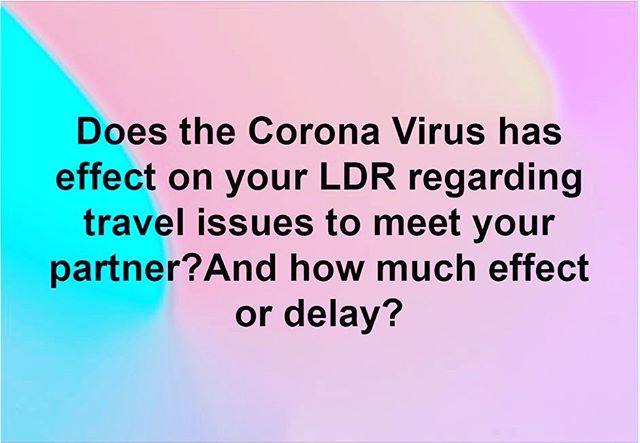 Does the Corona Virus has
effect on your LDR regarding
travel issues to meet your
partner?And how much effect
or delay?